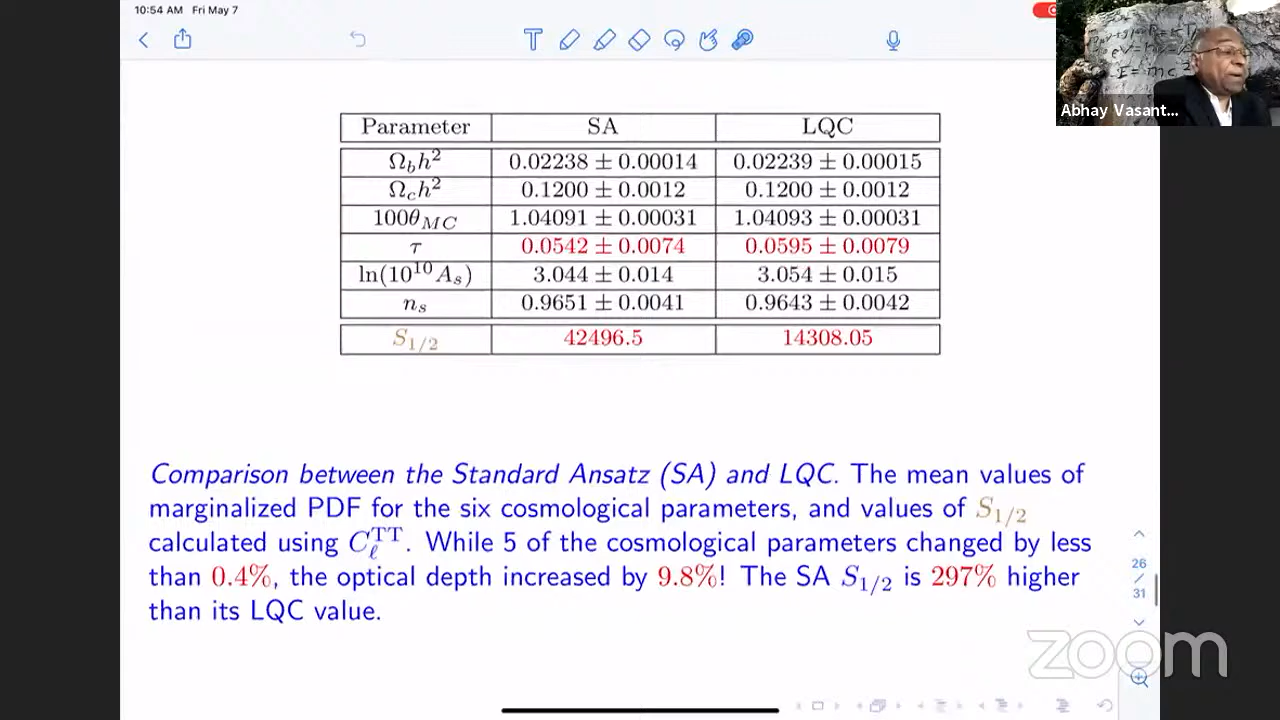 10:54 AM Fri May 7
Parameter SA LQC
Ω_b h² 0.02238 ± 0.00014 0.02239 ± 0.00015
Ω_c h² 0.1200 ± 0.0012 0.1200 ± 0.0012
100θ_MC 1.04091 ± 0.00031 1.04093 ± 0.00031
τ 0.0542 ± 0.0074 0.0595 ± 0.0079
ln(10¹⁰ A_s) 3.044 ± 0.014 3.054 ± 0.015
n_s 0.9651 ± 0.0041 0.9643 ± 0.0042
S_1/2 42496.5 14308.05
Comparison between the Standard Ansatz (SA) and LQC. The mean values of
marginalized PDF for the six cosmological parameters, and values of S_1/2
calculated using C_ℓ^TT. While 5 of the cosmological parameters changed by less
than 0.4%, the optical depth increased by 9.8%! The SA S_1/2 is 297% higher
than its LQC value.
26
/
31
E=mc²
Abhay Vasant...
zoom